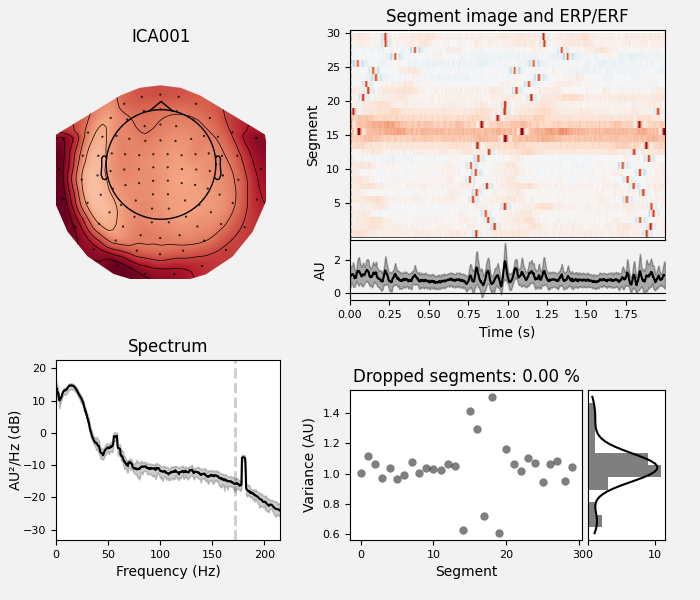 ICA001
Segment image and ERP/ERF
30
25
20
15
10
5
Segment
2
0
AU
0.00 0.25 0.50 0.75 1.00 1.25 1.50 1.75
Time (s)
Spectrum
20
10
0
−10
−20
−30
AU²/Hz (dB)
0 50 100 150 200
Frequency (Hz)
Dropped segments: 0.00 %
1.4
1.2
1.0
0.8
0.6
Variance (AU)
0 10 20 30
Segment
0 10